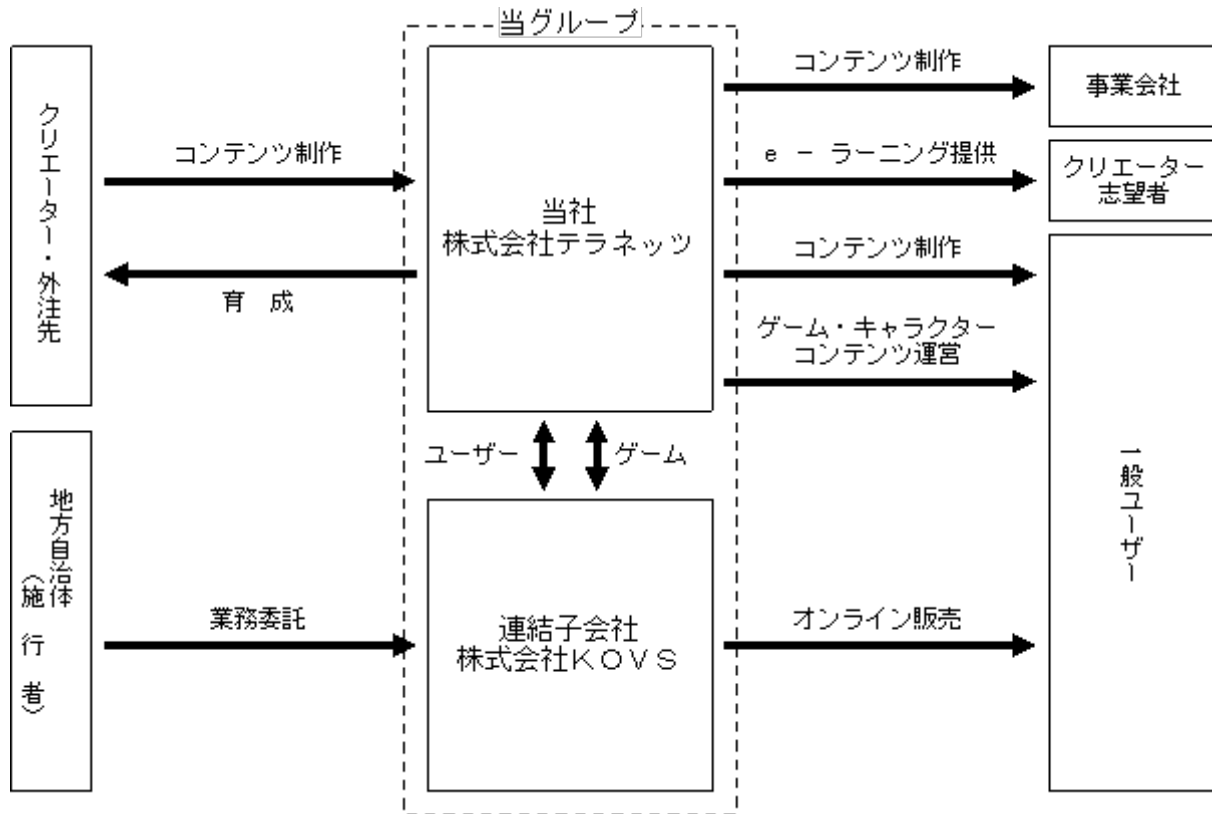 当グループ
クリエーター・外注先
コンテンツ制作
育　成
当社
株式会社テラネッツ
コンテンツ制作
事業会社
ｅ － ラーニング提供
クリエーター
志望者
コンテンツ制作
ゲーム・キャラクター
コンテンツ運営
一般ユーザー
ユーザー
ゲーム
地方自治体
（施　行　者）
業務委託
連結子会社
株式会社ＫＯＶＳ
オンライン販売